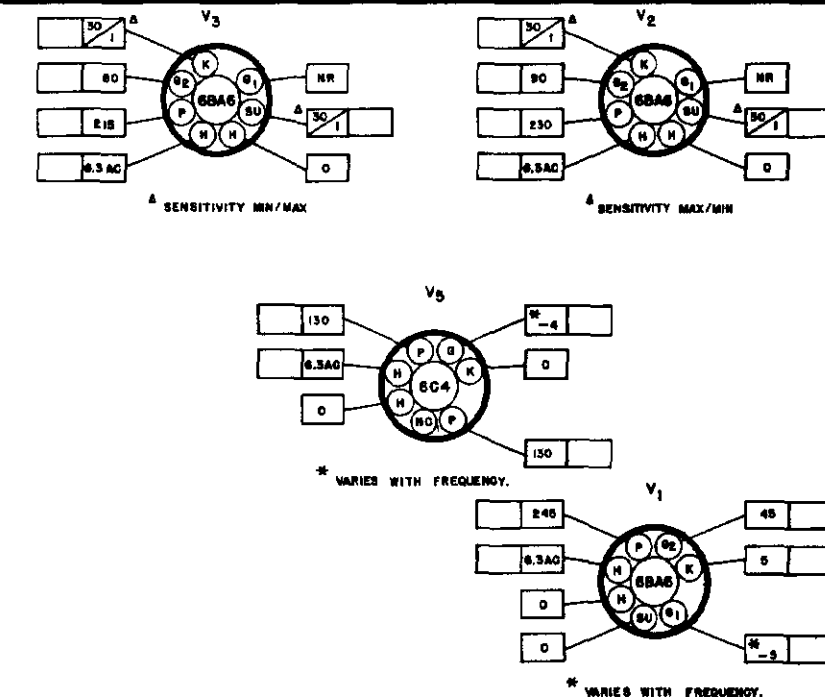 V3
30/1 Δ
80
215
6.3 AC
K
G2
G1
P
6BA6
SU
H
H
NR
Δ 30/1
0
Δ SENSITIVITY MIN/MAX
V2
30/1 Δ
90
230
6.3AC
K
G2
G1
P
6BA6
SU
H
H
NR
Δ 30/1
0
Δ SENSITIVITY MAX/MIN
V5
130
6.3AC
0
P
G
H
K
6C4
H
NC
P
* -4
0
130
* VARIES WITH FREQUENCY.
V1
245
6.3AC
0
0
P
G2
H
K
6BA6
H
SU
G1
45
5
* -5
* VARIES WITH FREQUENCY.